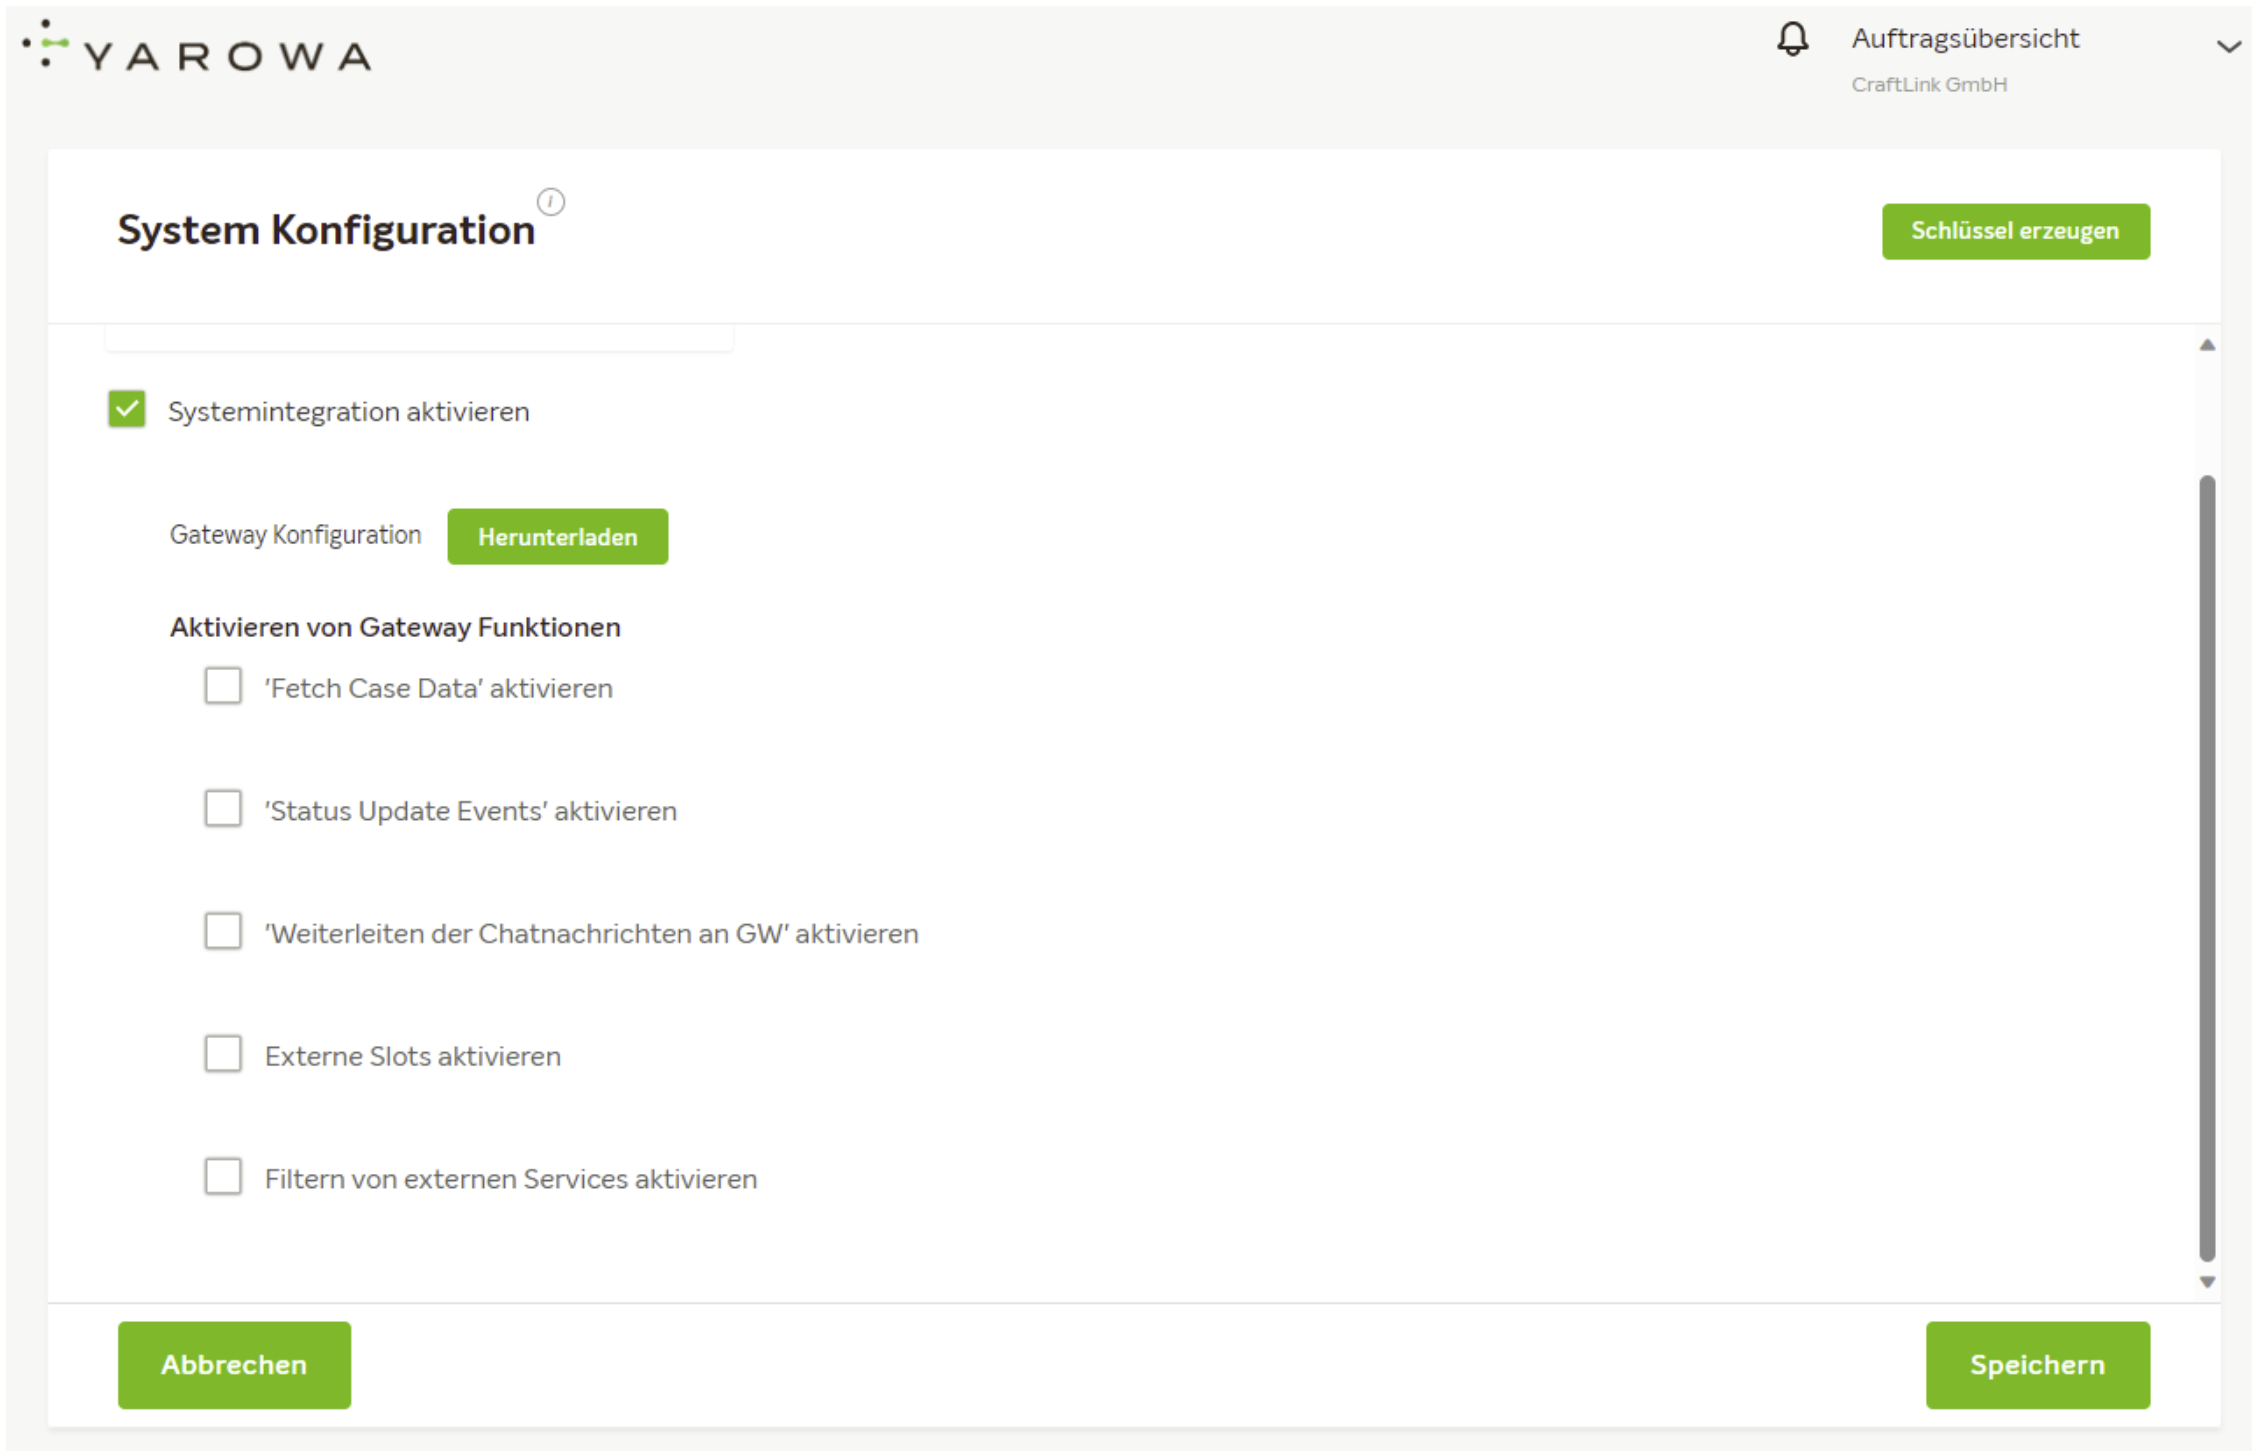 YAROWA
Auftragsübersicht
CraftLink GmbH
System Konfiguration i
Schlüssel erzeugen
Systemintegration aktivieren
Gateway Konfiguration Herunterladen
Aktivieren von Gateway Funktionen
'Fetch Case Data' aktivieren
'Status Update Events' aktivieren
'Weiterleiten der Chatnachrichten an GW' aktivieren
Externe Slots aktivieren
Filtern von externen Services aktivieren
Abbrechen
Speichern